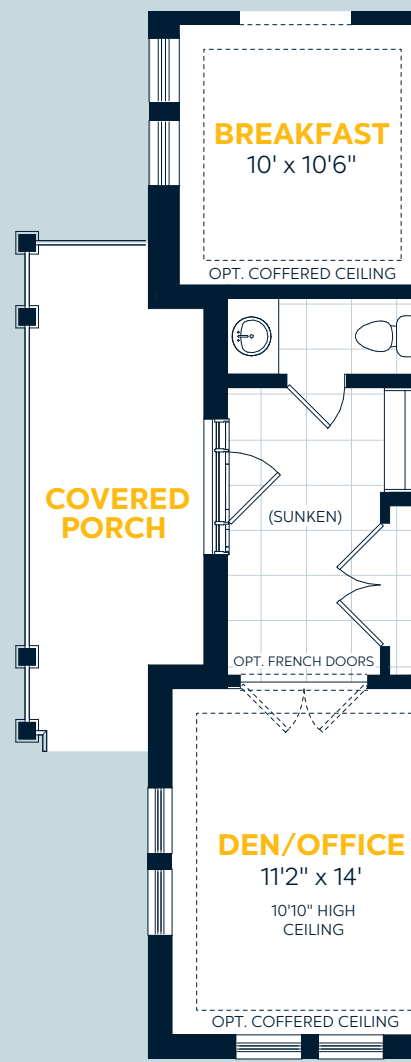 BREAKFAST
10' x 10'6"
OPT. COFFERED CEILING
COVERED
PORCH
(SUNKEN)
OPT. FRENCH DOORS
DEN/OFFICE
11'2" x 14'
10'10" HIGH
CEILING
OPT. COFFERED CEILING